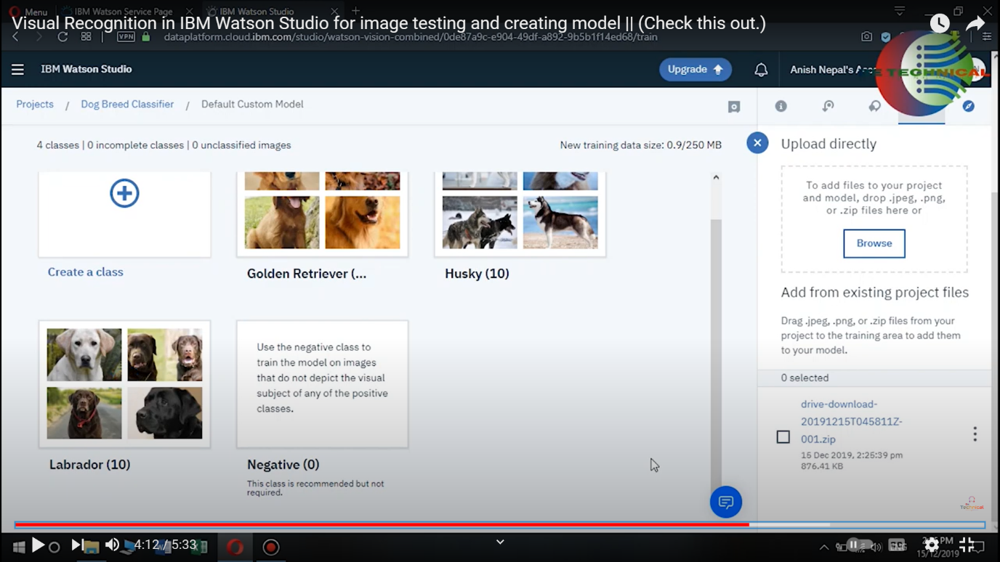 Menu
IBM Watson Service Page
IBM Watson Studio
Visual Recognition in IBM Watson Studio for image testing and creating model || (Check this out.)
VPN
dataplatform.cloud.ibm.com/studio/watson-vision-combined/0de87a9c-e904-49df-a892-9b5b1f14ed68/train
IBM Watson Studio
Upgrade
Anish Nepal's
TECHNICAL
Projects / Dog Breed Classifier / Default Custom Model
4 classes | 0 incomplete classes | 0 unclassified images
New training data size: 0.9/250 MB
Create a class
Golden Retriever (...
Husky (10)
Use the negative class to
train the model on images
that do not depict the visual
subject of any of the positive
classes.
Labrador (10)
Negative (0)
This class is recommended but not
required.
Upload directly
To add files to your project
and model, drop .jpeg, .png,
or .zip files here or
Browse
Add from existing project files
Drag .jpeg, .png, or .zip files from your
project to the training area to add them
to your model.
0 selected
drive-download-
20191215T045811Z-
001.zip
15 Dec 2019, 2:25:39 pm
876.41 KB
Technical
4:12 / 5:33
ENG
PM
15/12/2019